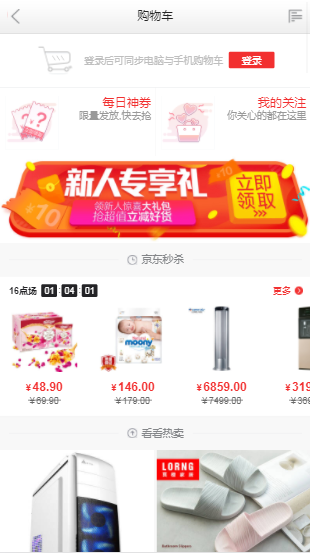 购物车
登录后可同步电脑与手机购物车 登录
每日神券
限量发放,快去抢
我的关注
你关心的都在这里
新人专享礼
领新人惊喜大礼包
抢超值立减好货
立即
领取
¥10
京东秒杀
16点场 01:04:01 更多
moony
¥48.90 ¥146.00 ¥6859.00 ¥319
¥69.90 ¥179.00 ¥7499.00
看看热卖
LORNG